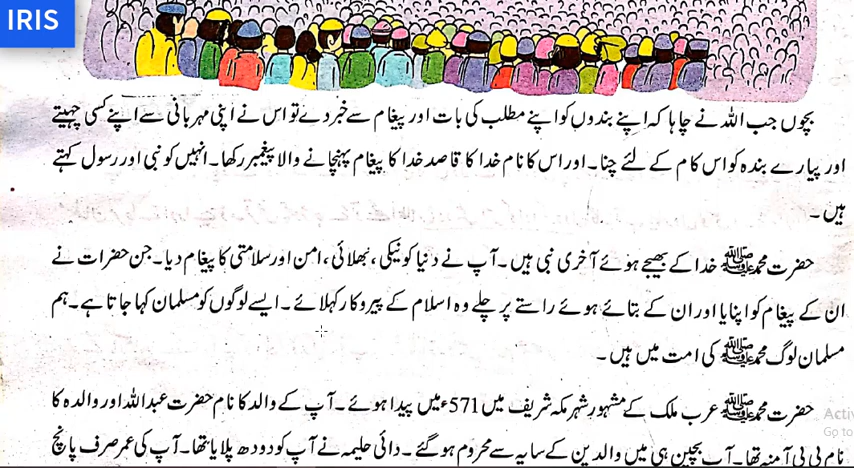 IRIS
بچوں جب اللہ نے چاہا کہ اپنے بندوں کو اپنے مطلب کی بات اور پیغام سے خبر دے تو اس نے اپنی مہربانی سے اپنے کسی چہیتے
اور پیارے بندہ کو اس کام کے لئے چنا۔ اور اس کا نام خدا کا قاصد خدا کا پیغام پہنچانے والا پیغمبر رکھا۔ انہیں کو نبی اور رسول کہتے
ہیں۔
حضرت محمد ﷺ خدا کے بھیجے ہوئے آخری نبی ہیں۔ آپ نے دنیا کو نیکی، بھلائی، امن اور سلامتی کا پیغام دیا۔ جن حضرات نے
ان کے پیغام کو اپنایا اور ان کے بتائے ہوئے راستے پر چلے وہ اسلام کے پیروکار کہلائے۔ ایسے لوگوں کو مسلمان کہا جاتا ہے۔ ہم
مسلمان لوگ محمد ﷺ کی امت میں ہیں۔
حضرت محمد ﷺ عرب ملک کے مشہور شہر مکہ شریف میں 571ء میں پیدا ہوئے۔ آپ کے والد کا نام حضرت عبداللہ اور والدہ کا
نام بی بی آمنہ تھا۔ آپ بچپن ہی میں والدین کے سایہ سے محروم ہو گئے۔ دائی حلیمہ نے آپ کو دودھ پلایا تھا۔ آپ کی عمر صرف پانچ
Activ
Go to